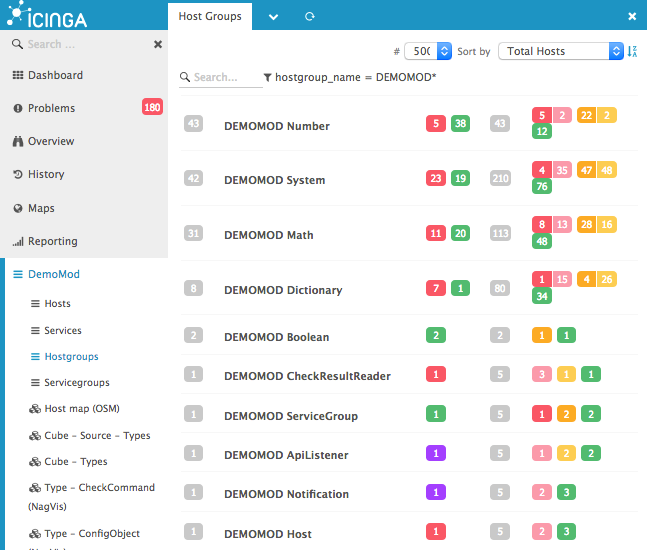 icinga
Host Groups
Search ...
# 500 Sort by Total Hosts
Search... hostgroup_name = DEMOMOD*
Dashboard
Problems 180
Overview
History
Maps
Reporting
DemoMod
Hosts
Services
Hostgroups
Servicegroups
Host map (OSM)
Cube - Source - Types
Cube - Types
Type - CheckCommand
(NagVis)
Type - ConfigObject
43 DEMOMOD Number 5 38 43 5 2 22 2
12
42 DEMOMOD System 23 19 210 4 35 47 48
76
31 DEMOMOD Math 11 20 113 8 13 28 16
48
8 DEMOMOD Dictionary 7 1 80 1 15 4 26
34
2 DEMOMOD Boolean 2 2 1 1
1 DEMOMOD CheckResultReader 1 5 3 1 1
1 DEMOMOD ServiceGroup 1 5 1 2 2
1 DEMOMOD ApiListener 1 5 1 2 2
1 DEMOMOD Notification 1 5 2 3
1 DEMOMOD Host 1 5 2 3